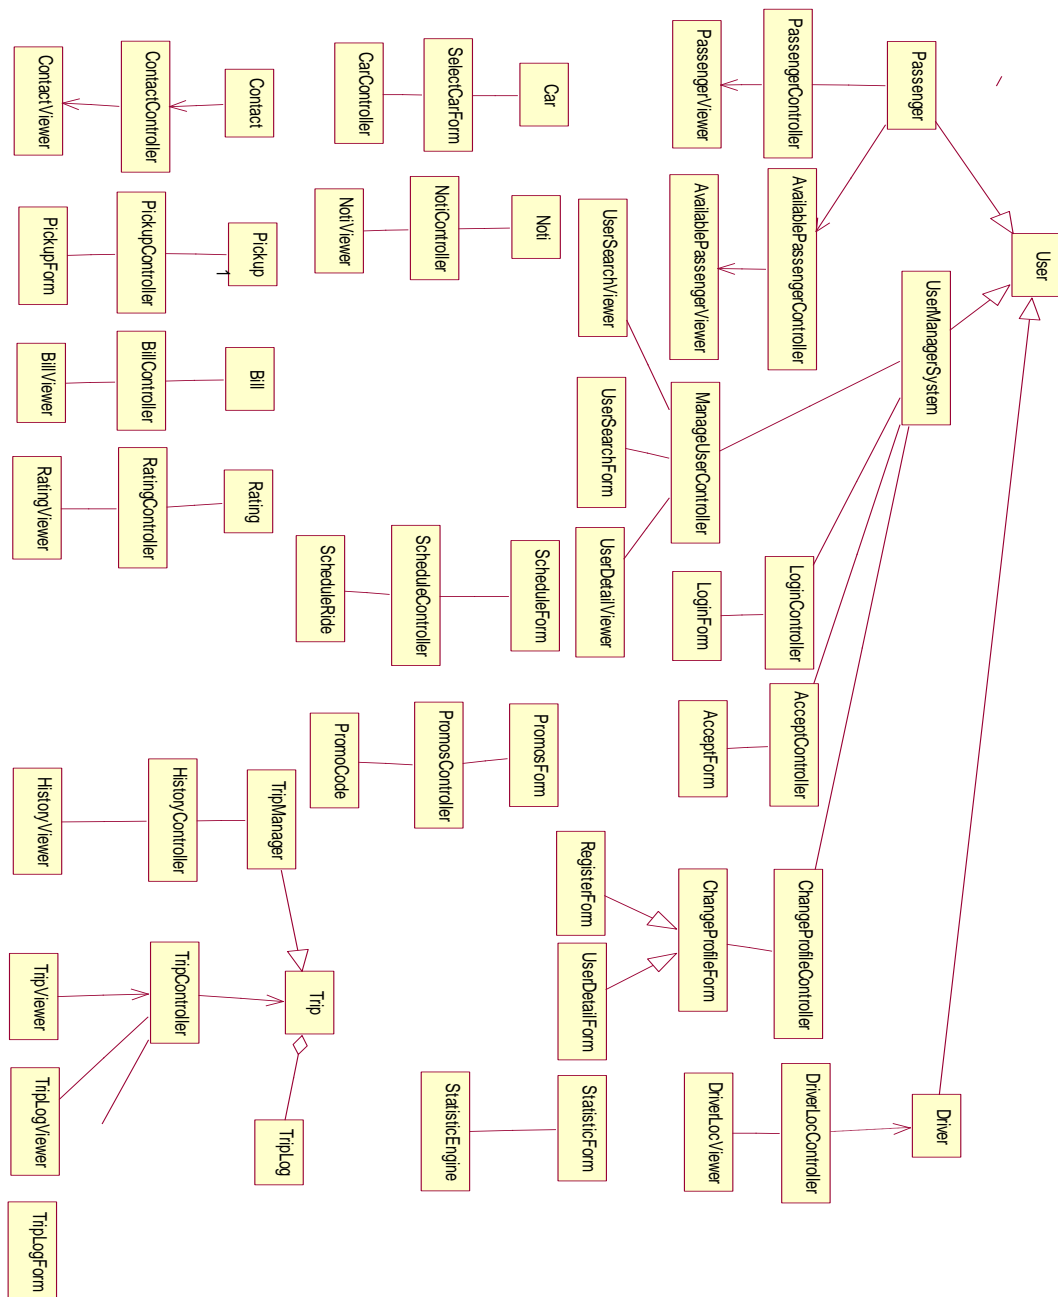 User
Passenger
UserManagerSystem
Driver
PassengerController
AvailablePassengerController
LoginController
AcceptController
ChangeProfileController
DriverLocController
PassengerViewer
AvailablePassengerViewer
ManageUserController
LoginForm
AcceptForm
ChangeProfileForm
DriverLocViewer
UserSearchViewer
UserSearchForm
UserDetailViewer
RegisterForm
UserDetailForm
StatisticForm
Car
Noti
ScheduleForm
PromosForm
SelectCarForm
NotiController
ScheduleController
PromosController
StatisticEngine
CarController
NotiViewer
ScheduleRide
PromoCode
Trip
Contact
Pickup
1
Bill
Rating
TripManager
TripLog
ContactController
PickupController
BillController
RatingController
HistoryController
TripController
ContactViewer
PickupForm
BillViewer
RatingViewer
HistoryViewer
TripViewer
TripLogViewer
TripLogForm